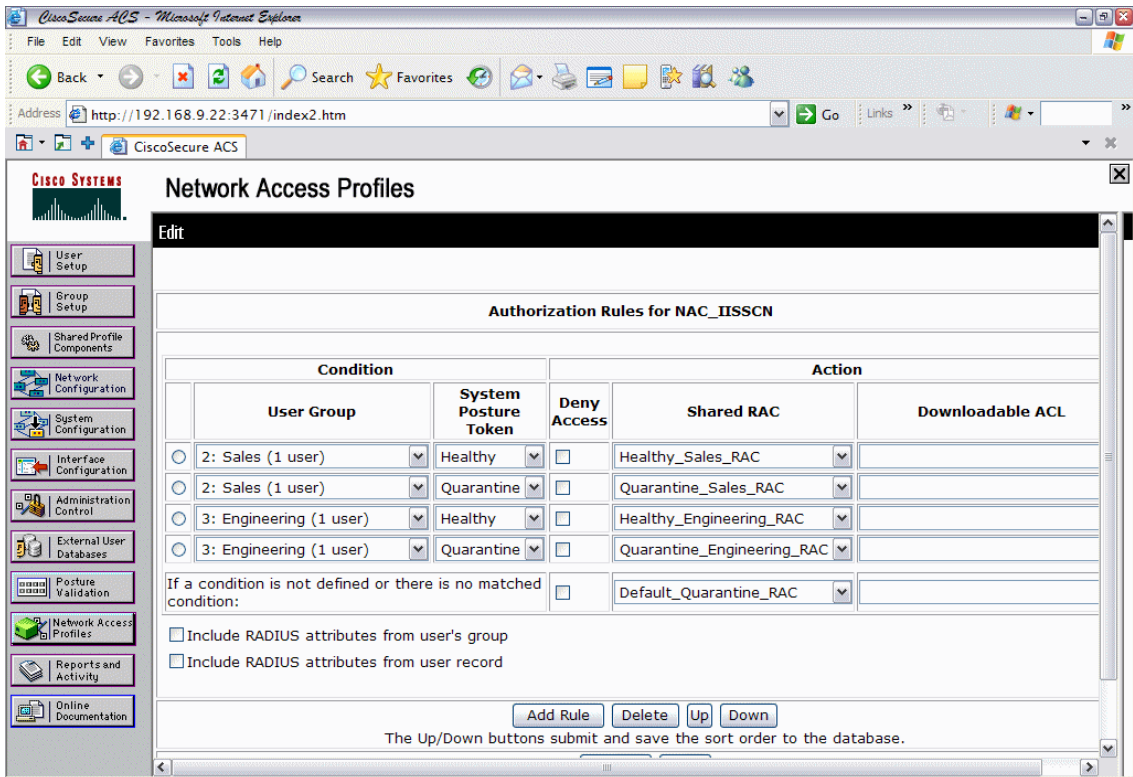 CiscoSecure ACS - Microsoft Internet Explorer
File Edit View Favorites Tools Help
Back Search Favorites
Address http://192.168.9.22:3471/index2.htm Go Links »
CiscoSecure ACS
CISCO SYSTEMS
Network Access Profiles
Edit
User Setup
Group Setup
Shared Profile Components
Network Configuration
System Configuration
Interface Configuration
Administration Control
External User Databases
Posture Validation
Network Access Profiles
Reports and Activity
Online Documentation
Authorization Rules for NAC_IISSCN
Condition Action
User Group System Posture Token Deny Access Shared RAC Downloadable ACL
2: Sales (1 user) Healthy Healthy_Sales_RAC
2: Sales (1 user) Quarantine Quarantine_Sales_RAC
3: Engineering (1 user) Healthy Healthy_Engineering_RAC
3: Engineering (1 user) Quarantine Quarantine_Engineering_RAC
If a condition is not defined or there is no matched condition: Default_Quarantine_RAC
Include RADIUS attributes from user's group
Include RADIUS attributes from user record
Add Rule Delete Up Down
The Up/Down buttons submit and save the sort order to the database.